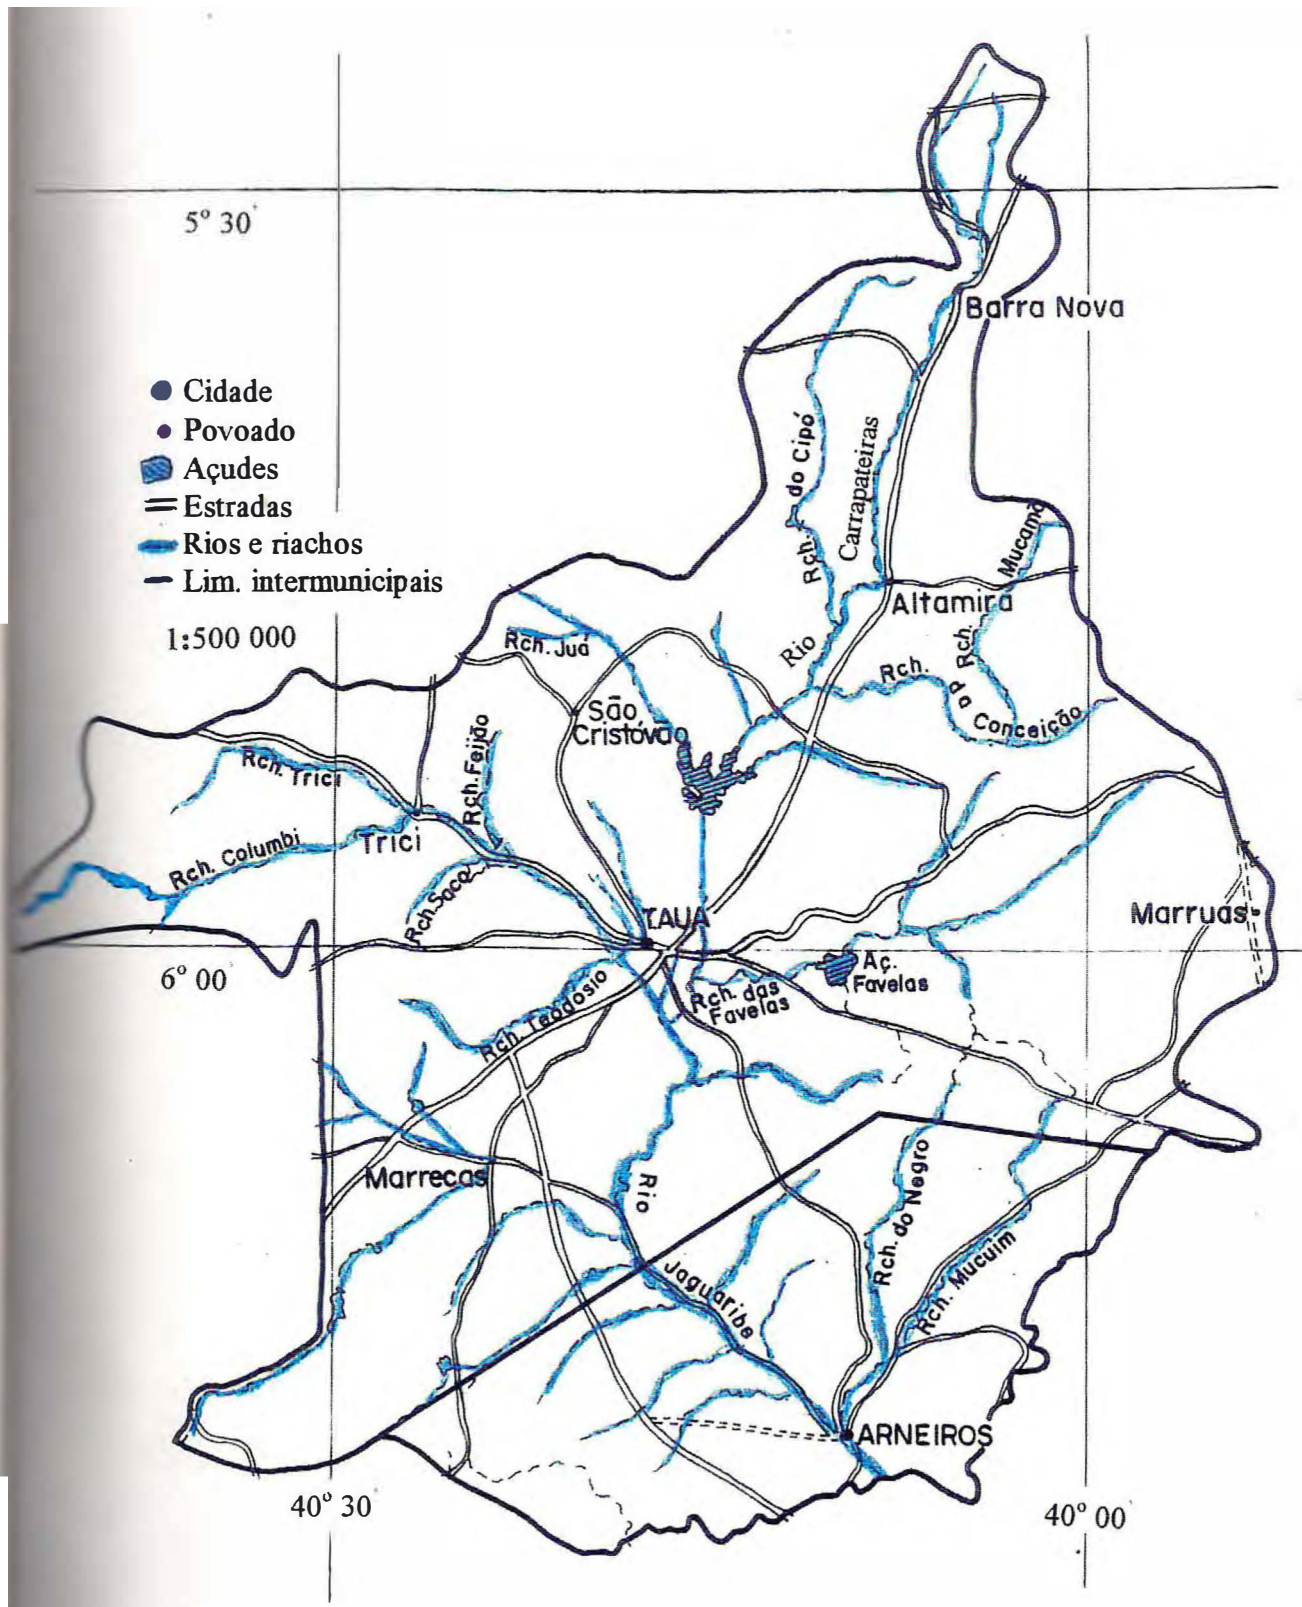 5° 30'
Barra Nova
Cidade
Povoado
Açudes
Estradas
Rios e riachos
Lim. intermunicipais
1:500 000
Rch. do Cipó
Carrapateiras
Rio
Rch. Mucamã
Altamira
Rch. da Conceição
Rch. Juá
São
Cristóvão
Rch. Feijão
Rch. Trici
Trici
Rch. Columbi
Rch. Saco
TAUÁ
Marruas
6° 00'
Aç.
Favelas
Rch. das
Favelas
Rch. Teodosio
Marrecas
Rio Jaguaribe
Rch. do Negro
Rch. Mucuim
ARNEIROS
40° 30'
40° 00'